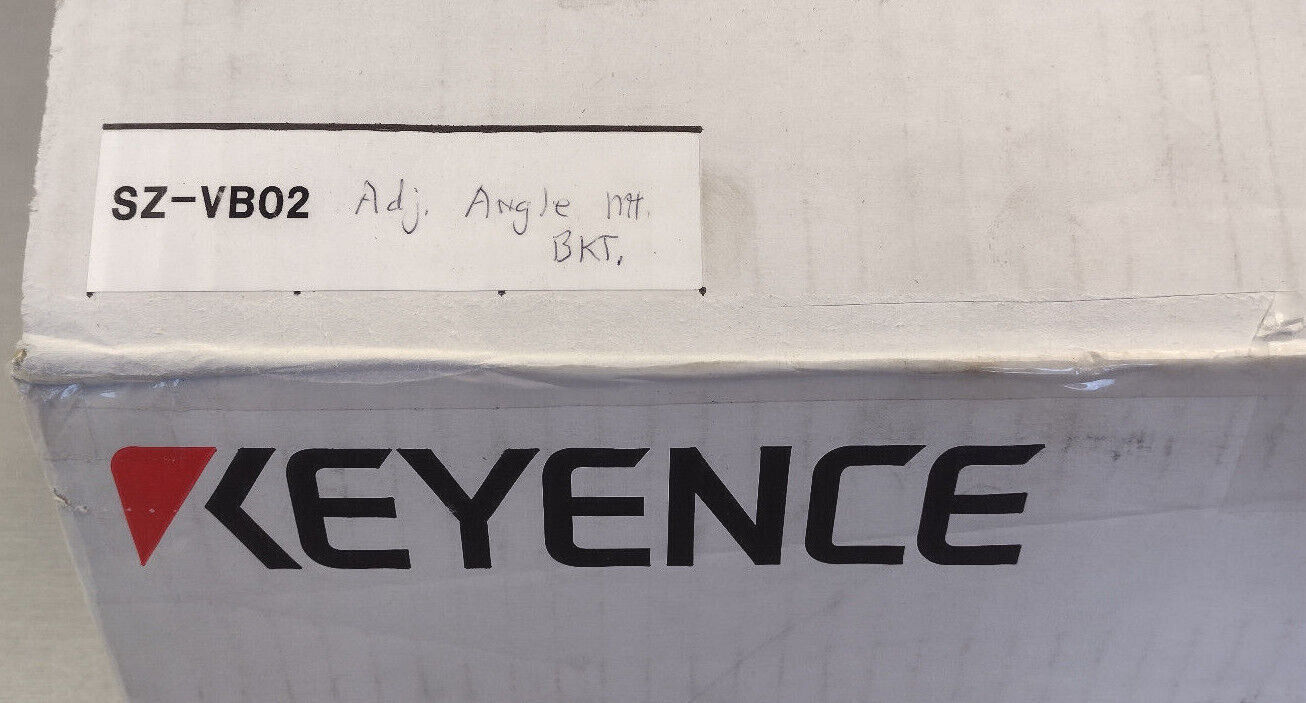 SZ-VB02 Adj. Angle Mt.
BKT.
KEYENCE